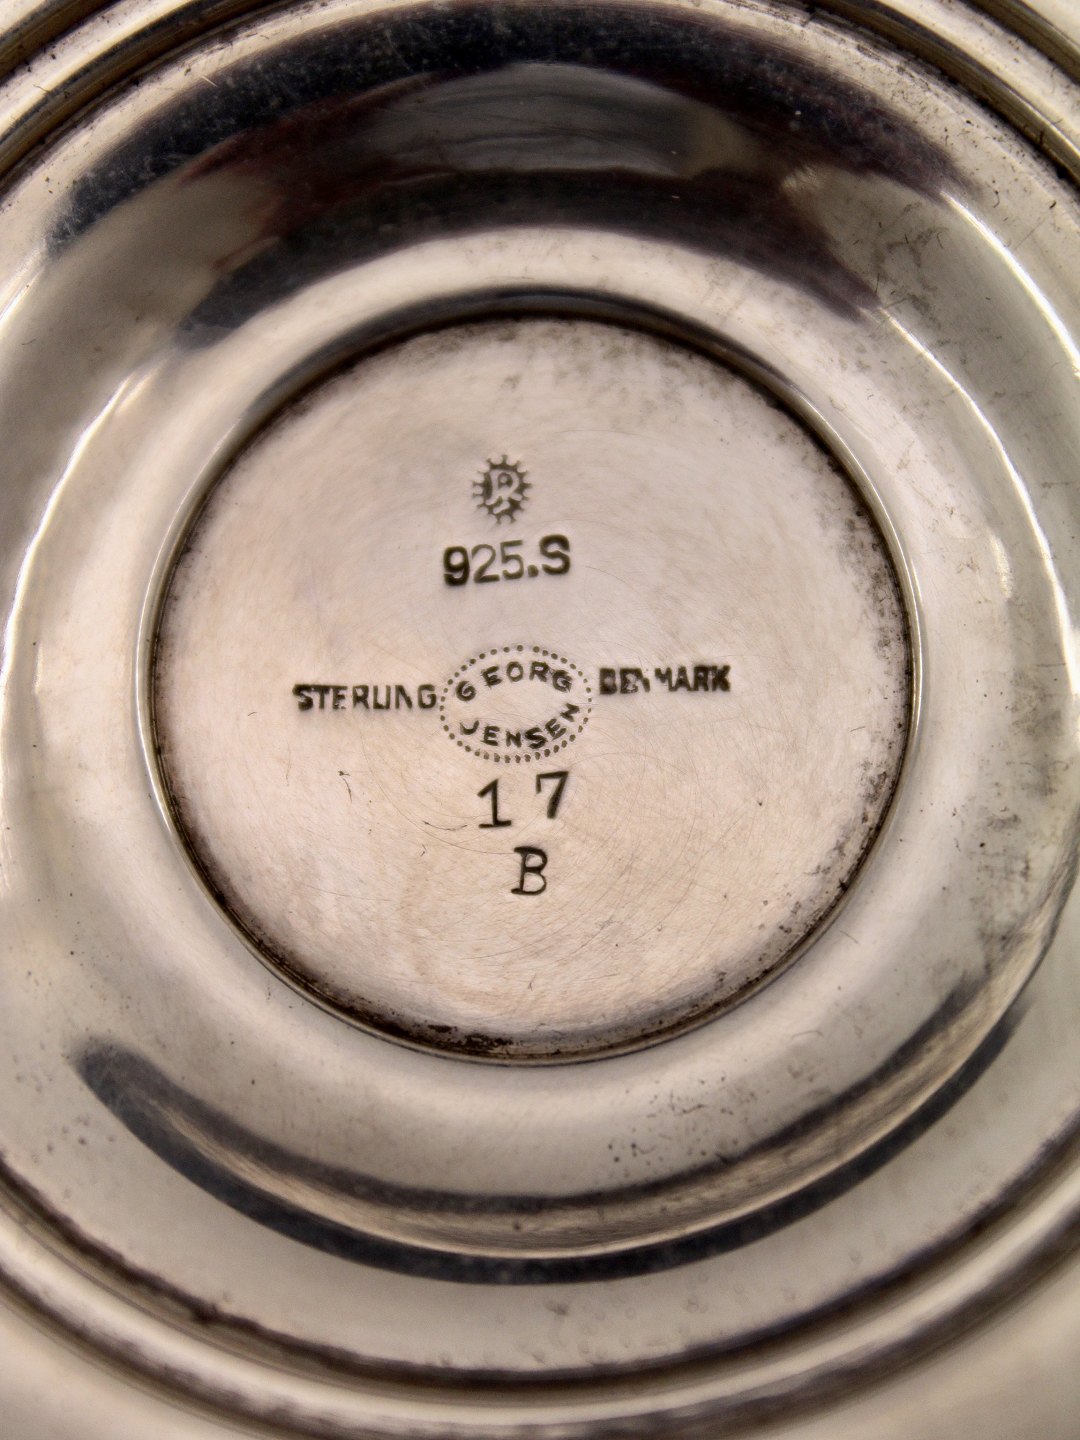 R
925.S
STERLING GEORG JENSEN DENMARK
17
B